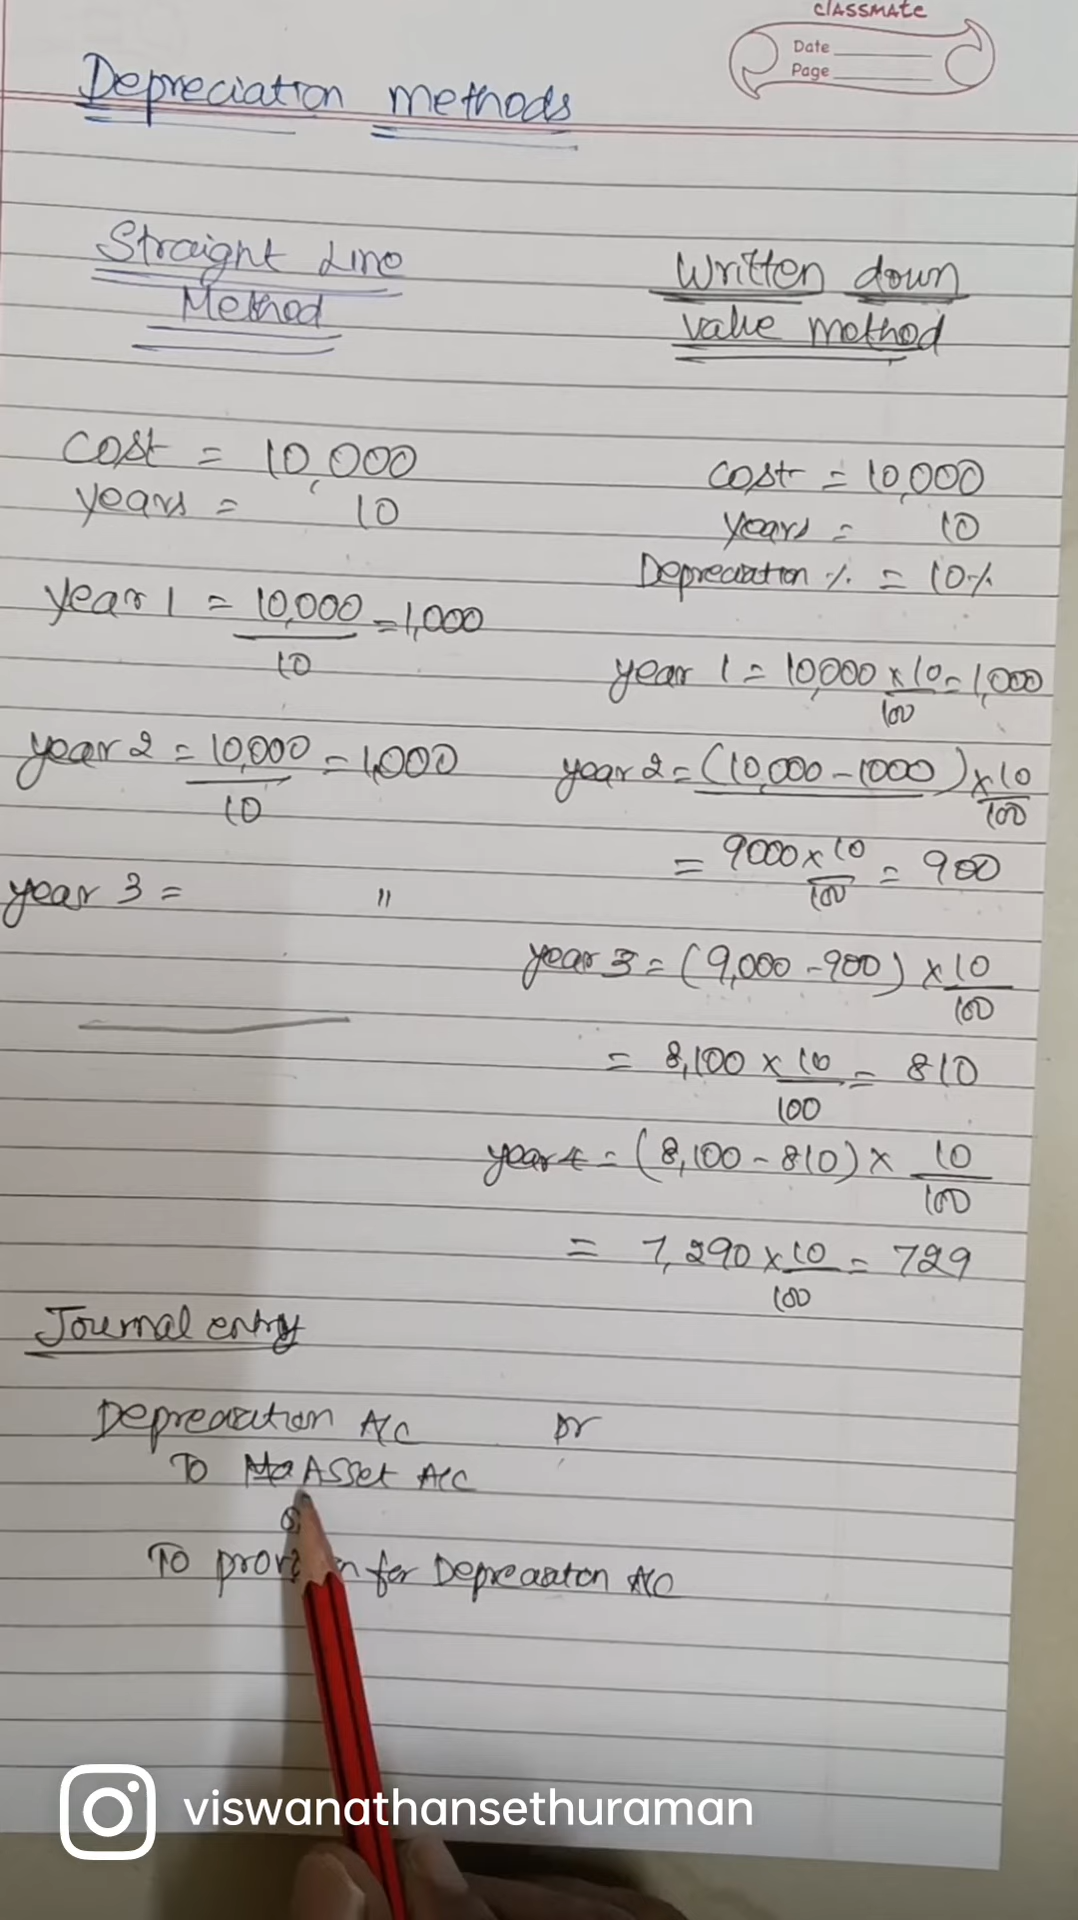 classmate
Date
Page
Depreciation methods
Straight Line
Method
cost = 10,000
years = 10
year 1 = 10,000/10 = 1,000
year 2 = 10,000/10 = 1,000
year 3 = "
Written down
value method
cost = 10,000
years = 10
Depreciation % = 10%
year 1 = 10,000 x 10/100 = 1,000
year 2 = (10,000 - 1000) x 10/100
= 9000 x 10/100 = 900
year 3 = (9,000 - 900) x 10/100
= 8,100 x 10/100 = 810
year 4 = (8,100 - 810) x 10/100
= 7,290 x 10/100 = 729
Journal entry
Depreciation A/C Dr
To Asset A/C
To for Depreciation A/C
viswanathansethuraman